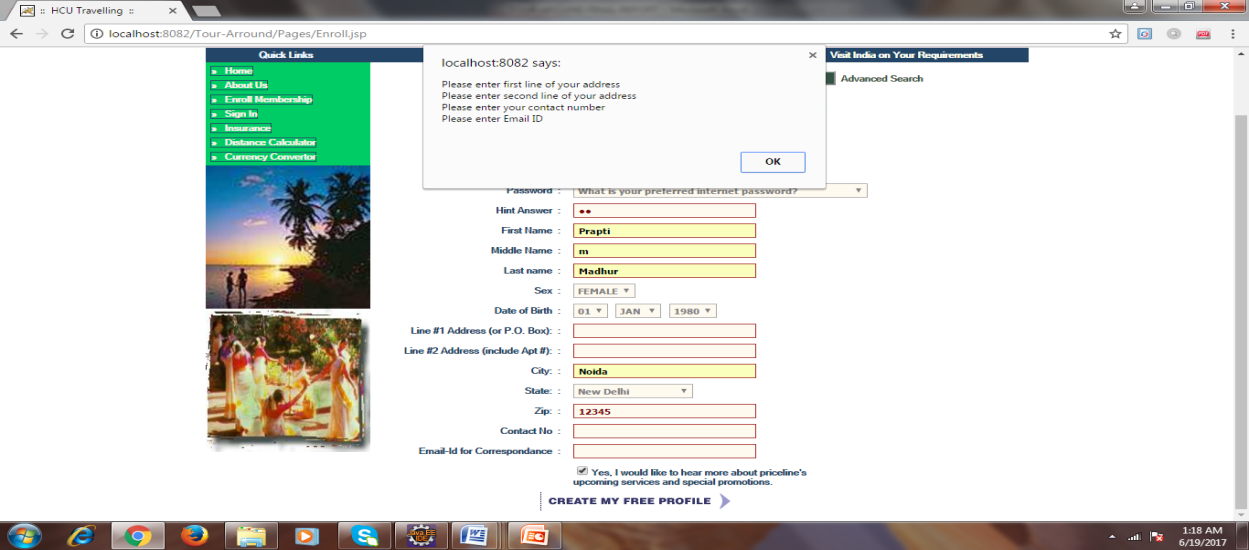 :: HCU Travelling ::
localhost:8082/Tour-Arround/Pages/Enroll.jsp
Quick Links
Visit India on Your Requirements
» Home
» About Us
» Enroll Membership
» Sign In
» Insurance
» Distance Calculator
» Currency Convertor
Advanced Search
localhost:8082 says:
Please enter first line of your address
Please enter second line of your address
Please enter your contact number
Please enter Email ID
OK
Password : What is your preferred internet password?
Hint Answer : ••
First Name : Prapti
Middle Name : m
Last name : Madhur
Sex : FEMALE
Date of Birth : 01 JAN 1980
Line #1 Address (or P.O. Box): :
Line #2 Address (include Apt #): :
City: : Noida
State: : New Delhi
Zip: : 12345
Contact No :
Email-Id for Correspondance :
Yes, I would like to hear more about priceline's
upcoming services and special promotions.
CREATE MY FREE PROFILE
Java EE
IDE
1:18 AM
6/19/2017